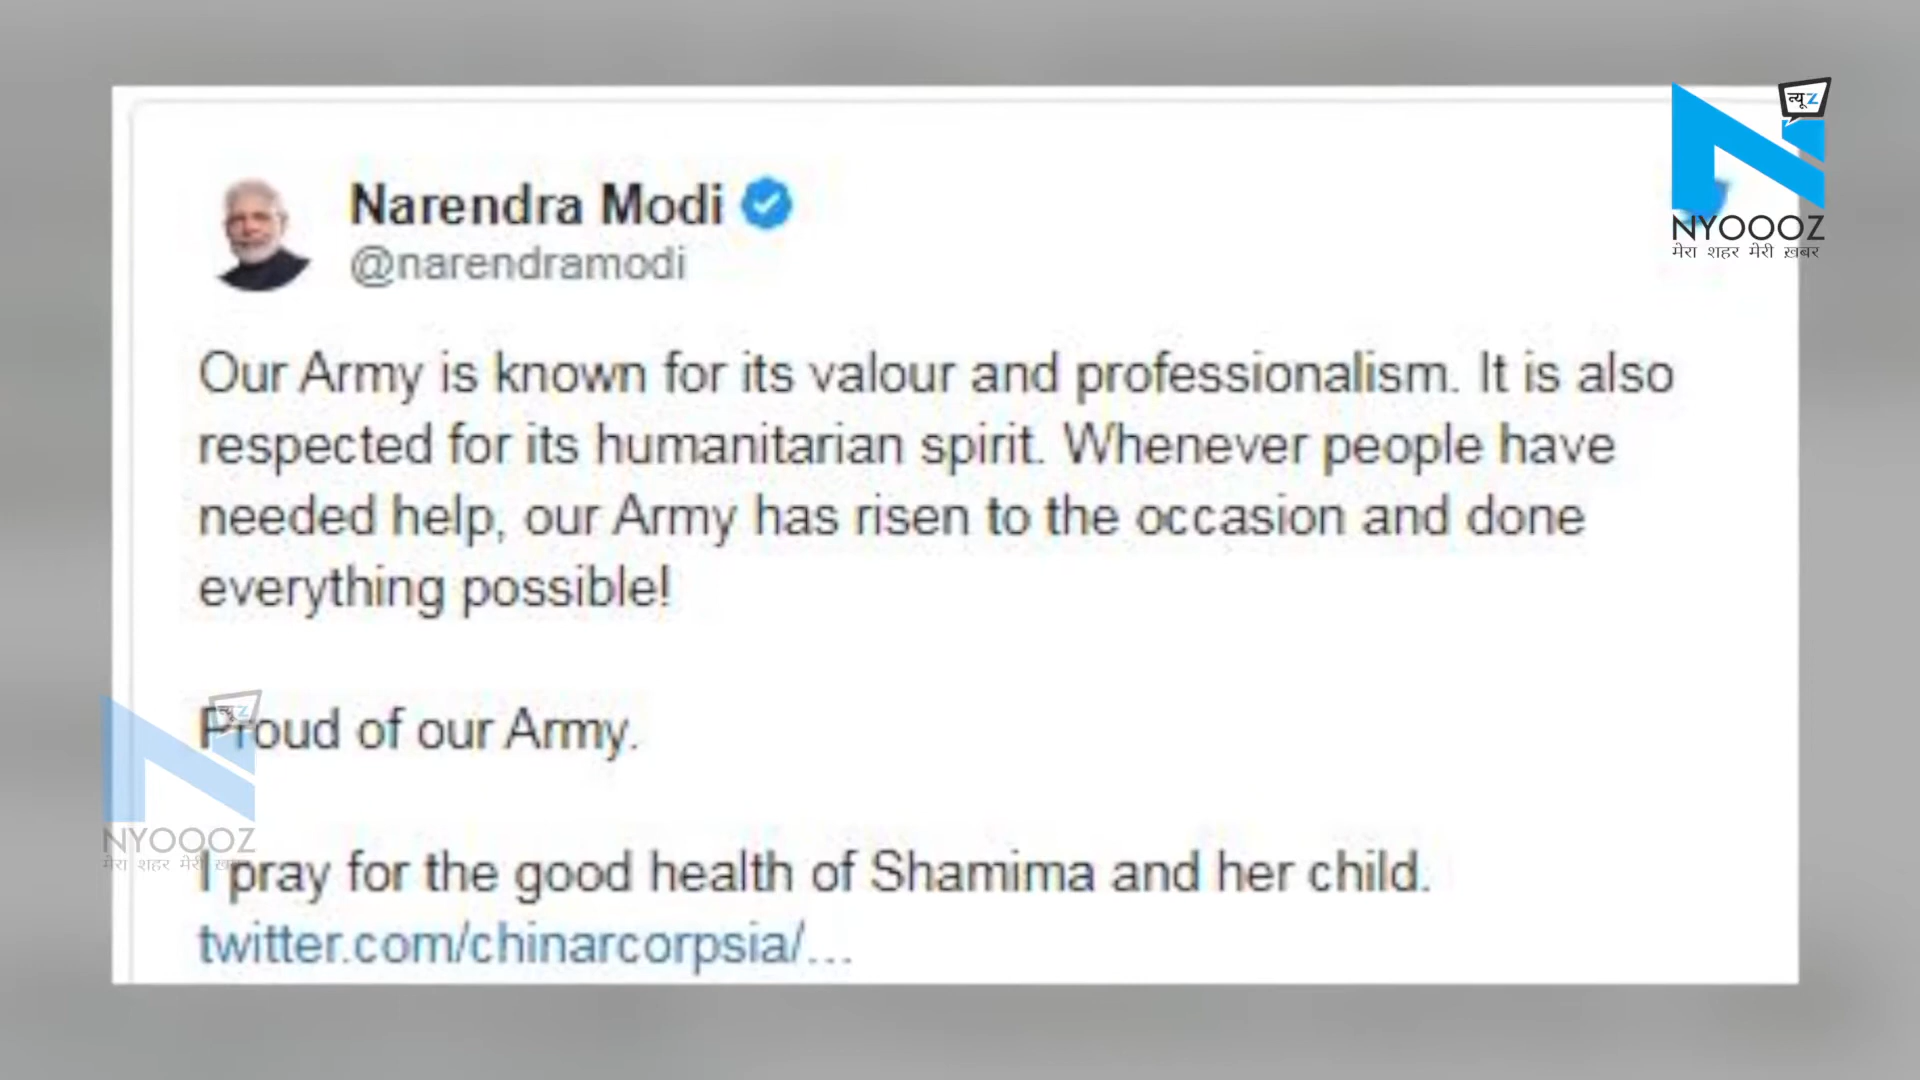 न्यूZ
NYOOOZ
मेरा शहर मेरी ख़बर
Narendra Modi
@narendramodi
Our Army is known for its valour and professionalism. It is also
respected for its humanitarian spirit. Whenever people have
needed help, our Army has risen to the occasion and done
everything possible!
Proud of our Army.
न्यूZ
NYOOOZ
मेरा शहर मेरी ख़बर
I pray for the good health of Shamima and her child.
twitter.com/chinarcorpsia/...